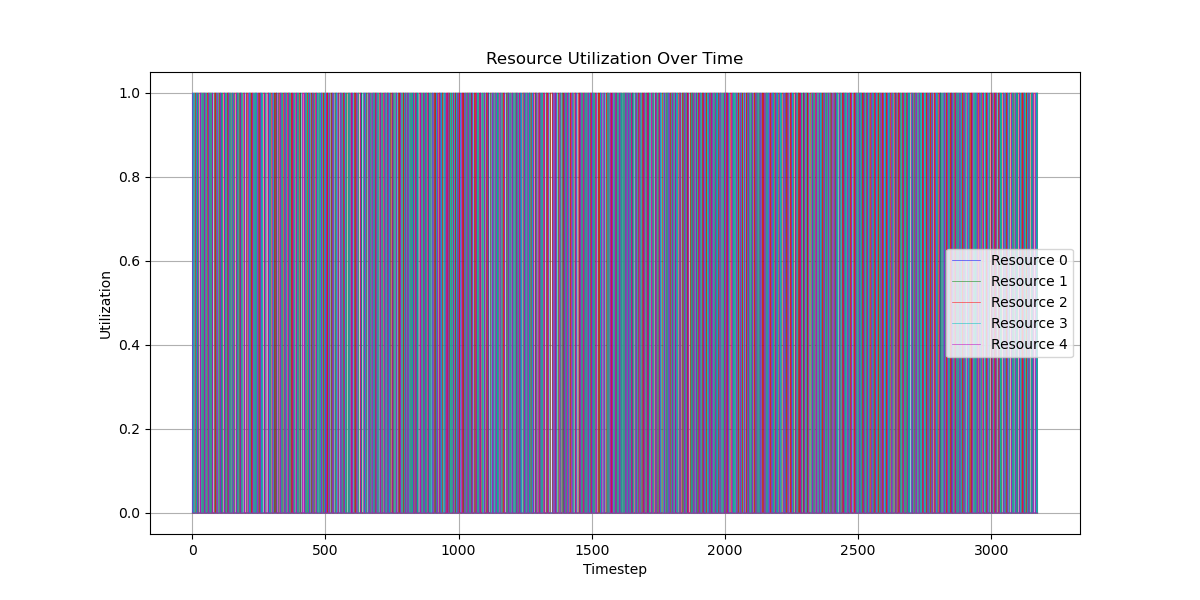 Resource Utilization Over Time
Utilization
1.0
0.8
0.6
0.4
0.2
0.0
Resource 0
Resource 1
Resource 2
Resource 3
Resource 4
0 500 1000 1500 2000 2500 3000
Timestep